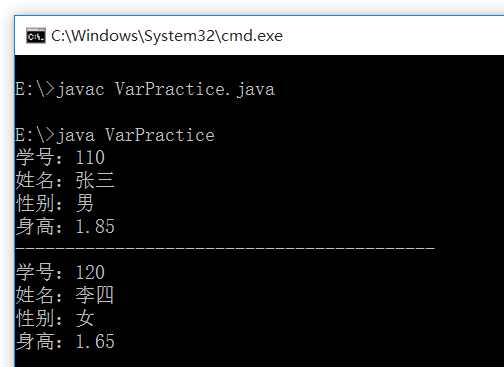 C:\Windows\System32\cmd.exe
E:\>javac VarPractice.java
E:\>java VarPractice
学号：110
姓名：张三
性别：男
身高：1.85
------------------------------------------
学号：120
姓名：李四
性别：女
身高：1.65